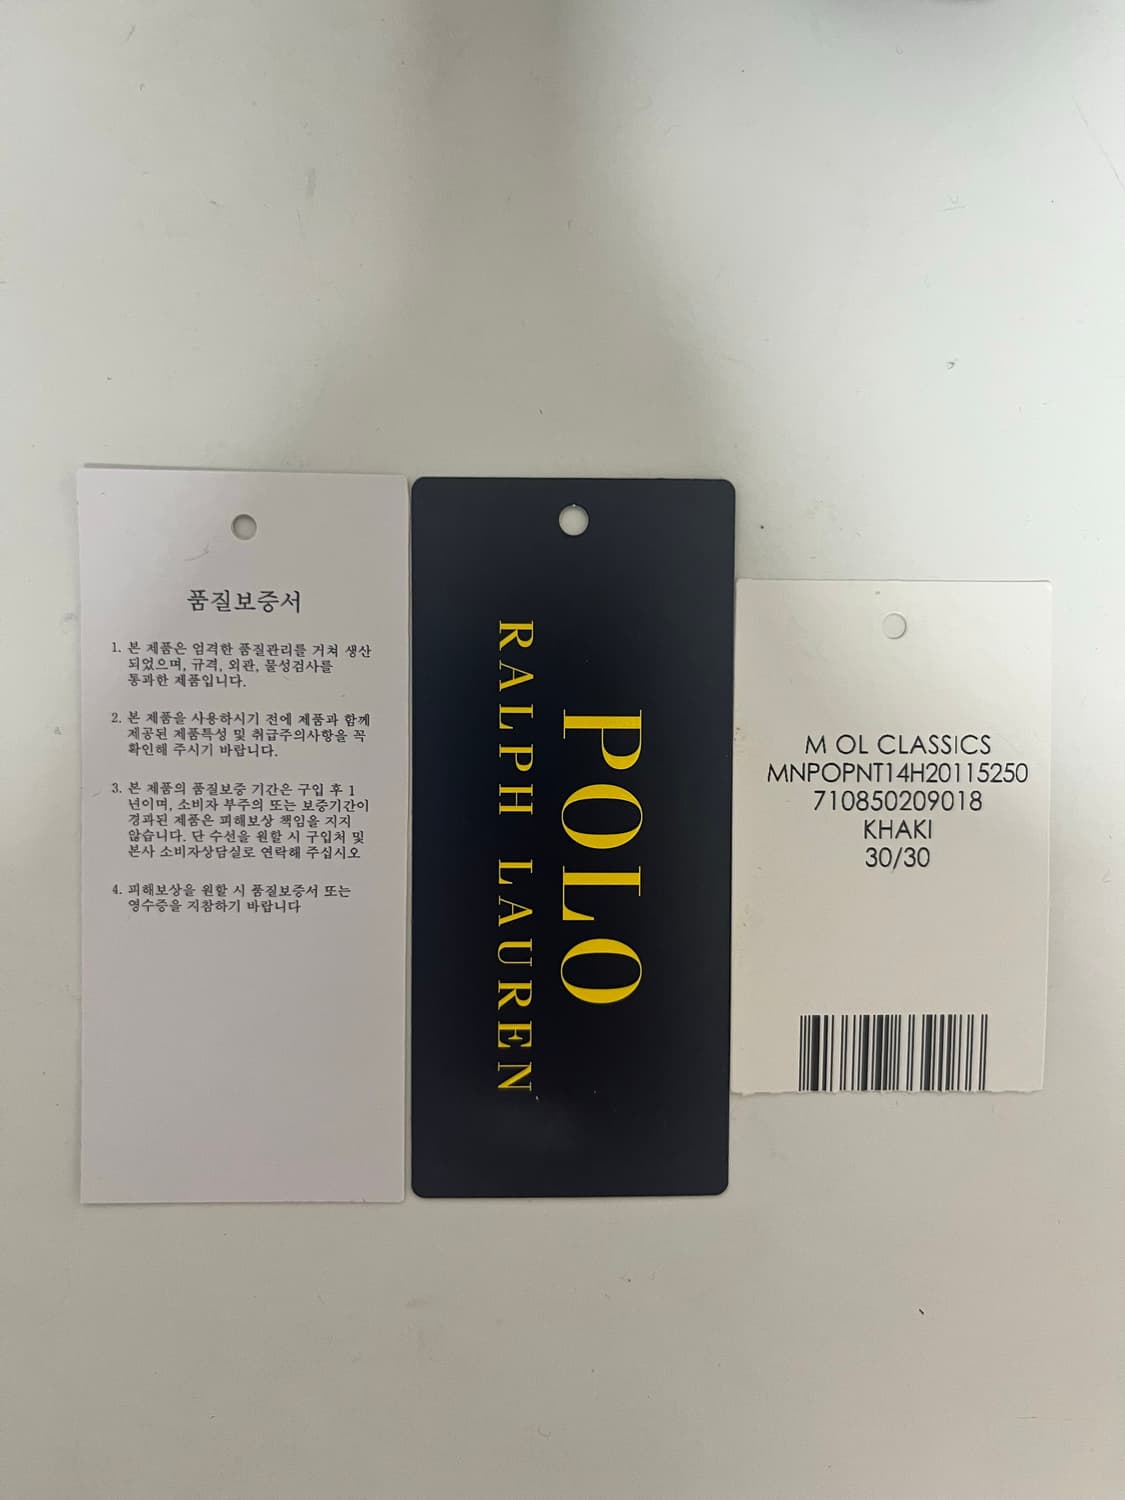 품질보증서
1. 본 제품은 엄격한 품질관리를 거쳐 생산
되었으며, 규격, 외관, 물성검사를
통과한 제품입니다.
2. 본 제품을 사용하시기 전에 제품과 함께
제공된 제품특성 및 취급주의사항을 꼭
확인해 주시기 바랍니다.
3. 본 제품의 품질보증 기간은 구입 후 1
년이며, 소비자 부주의 또는 보증기간이
경과된 제품은 피해보상 책임을 지지
않습니다. 단 수선을 원할 시 구입처 및
본사 소비자상담실로 연락해 주십시오
4. 피해보상을 원할 시 품질보증서 또는
영수증을 지참하기 바랍니다
POLO
RALPH LAUREN
M OL CLASSICS
MNPOPNT14H20115250
710850209018
KHAKI
30/30